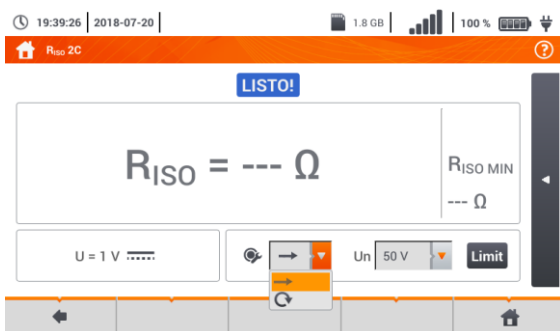 19:39:26 2018-07-20 1.8 GB 100 %
RISO 2C ?
LISTO!
RISO = --- Ω
RISO MIN
--- Ω
U = 1 V
Un 50 V Limit